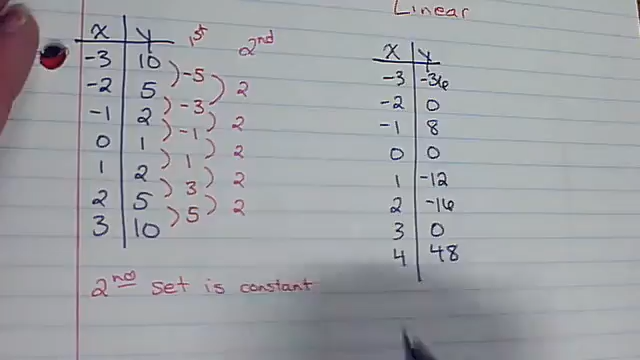 Linear
x y 1st 2nd
-3 10
-5
-2 5 2
-3
-1 2 2
-1
0 1 2
1
1 2 2
3
2 5 2
5
3 10
2nd set is constant
x y
-3 -36
-2 0
-1 8
0 0
1 -12
2 -16
3 0
4 48